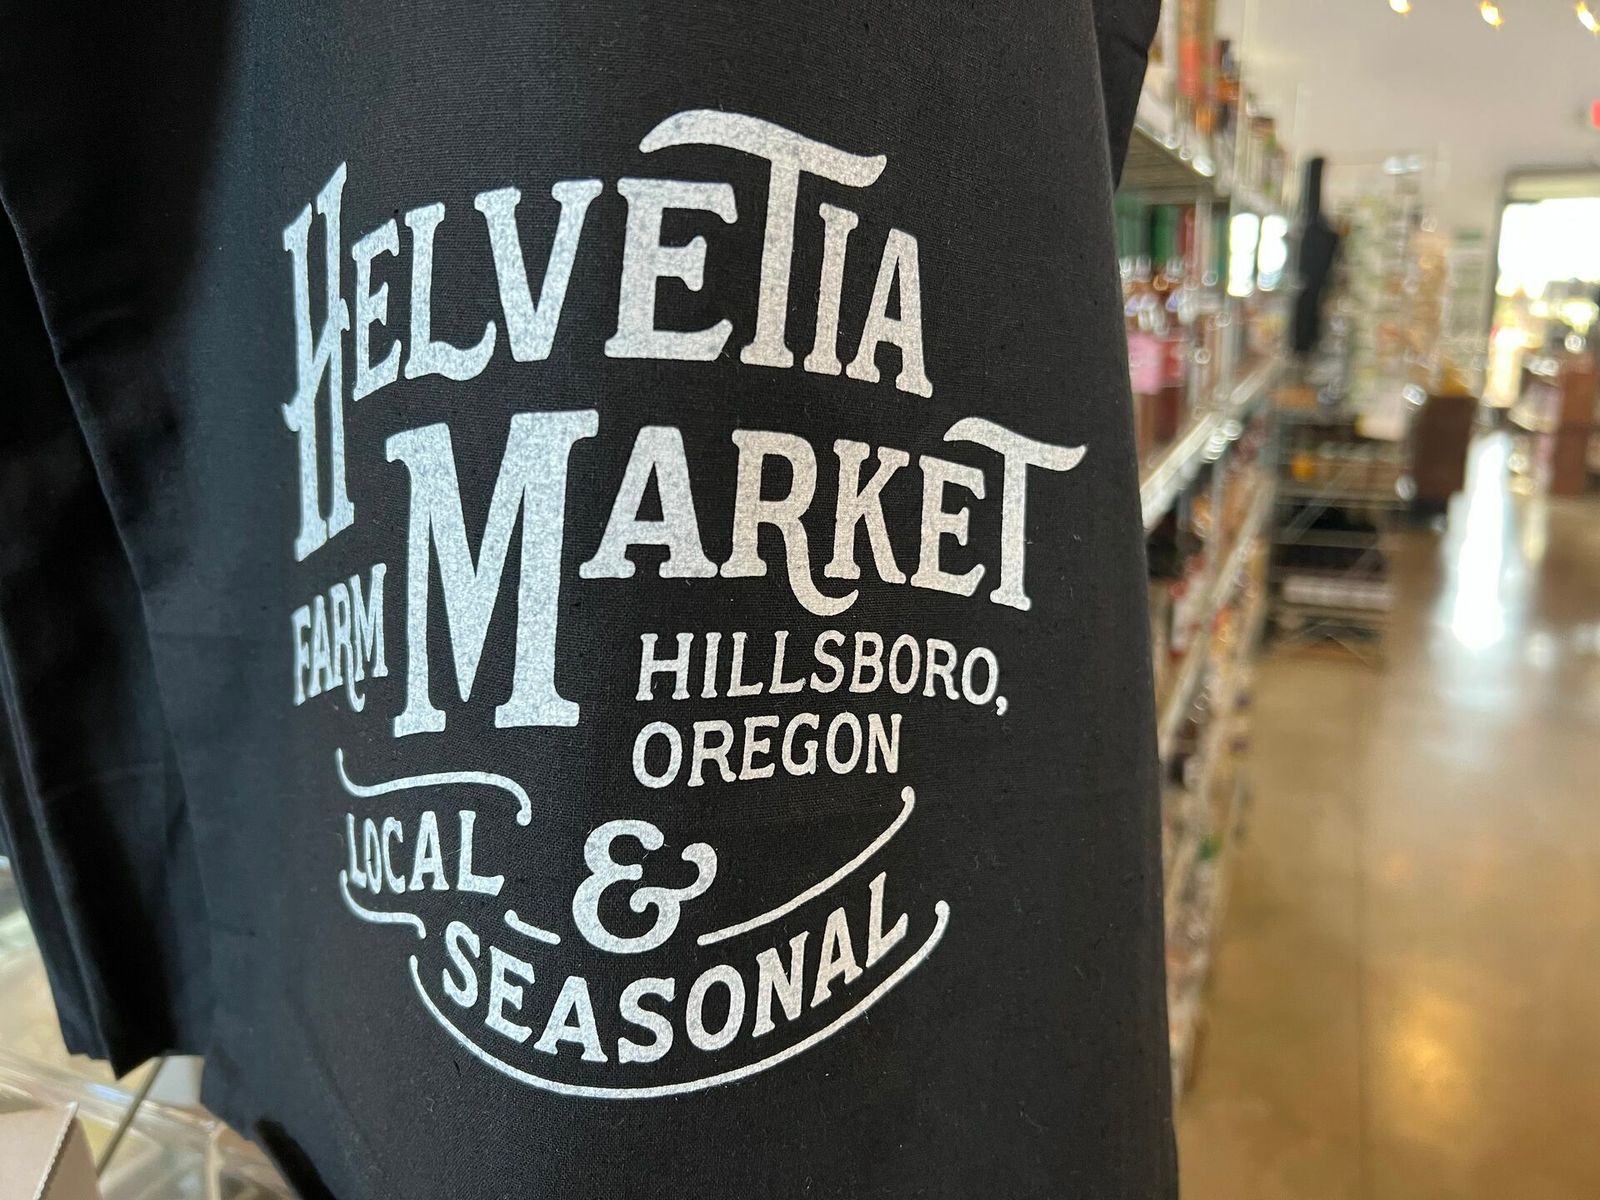 HELVETIA
FARM MARKET
HILLSBORO,
OREGON
LOCAL
&
SEASONAL